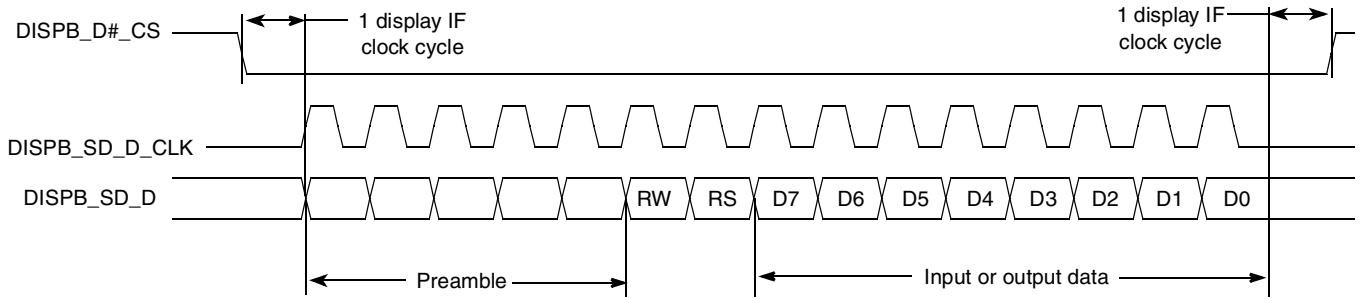 DISPB_D#_CS
1 display IF
clock cycle
1 display IF
clock cycle
DISPB_SD_D_CLK
DISPB_SD_D
RW
RS
D7
D6
D5
D4
D3
D2
D1
D0
Preamble
Input or output data